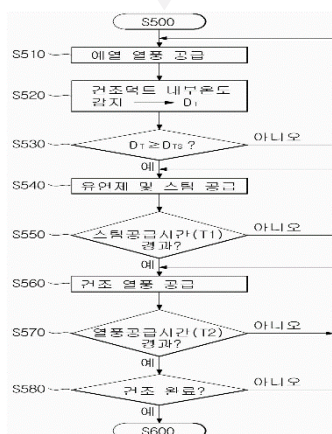 S500
S510 예열 열풍 공급
S520 건조덕트 내부온도
감지 → DT
S530 DT ≥ DTS ? 아니오
예
S540 유연제 및 스팀 공급
S550 스팀공급시간(T1) 아니오
경과?
예
S560 건조 열풍 공급
S570 열풍공급시간(T2) 아니오
경과?
예
S580 건조 완료? 아니오
예
S600